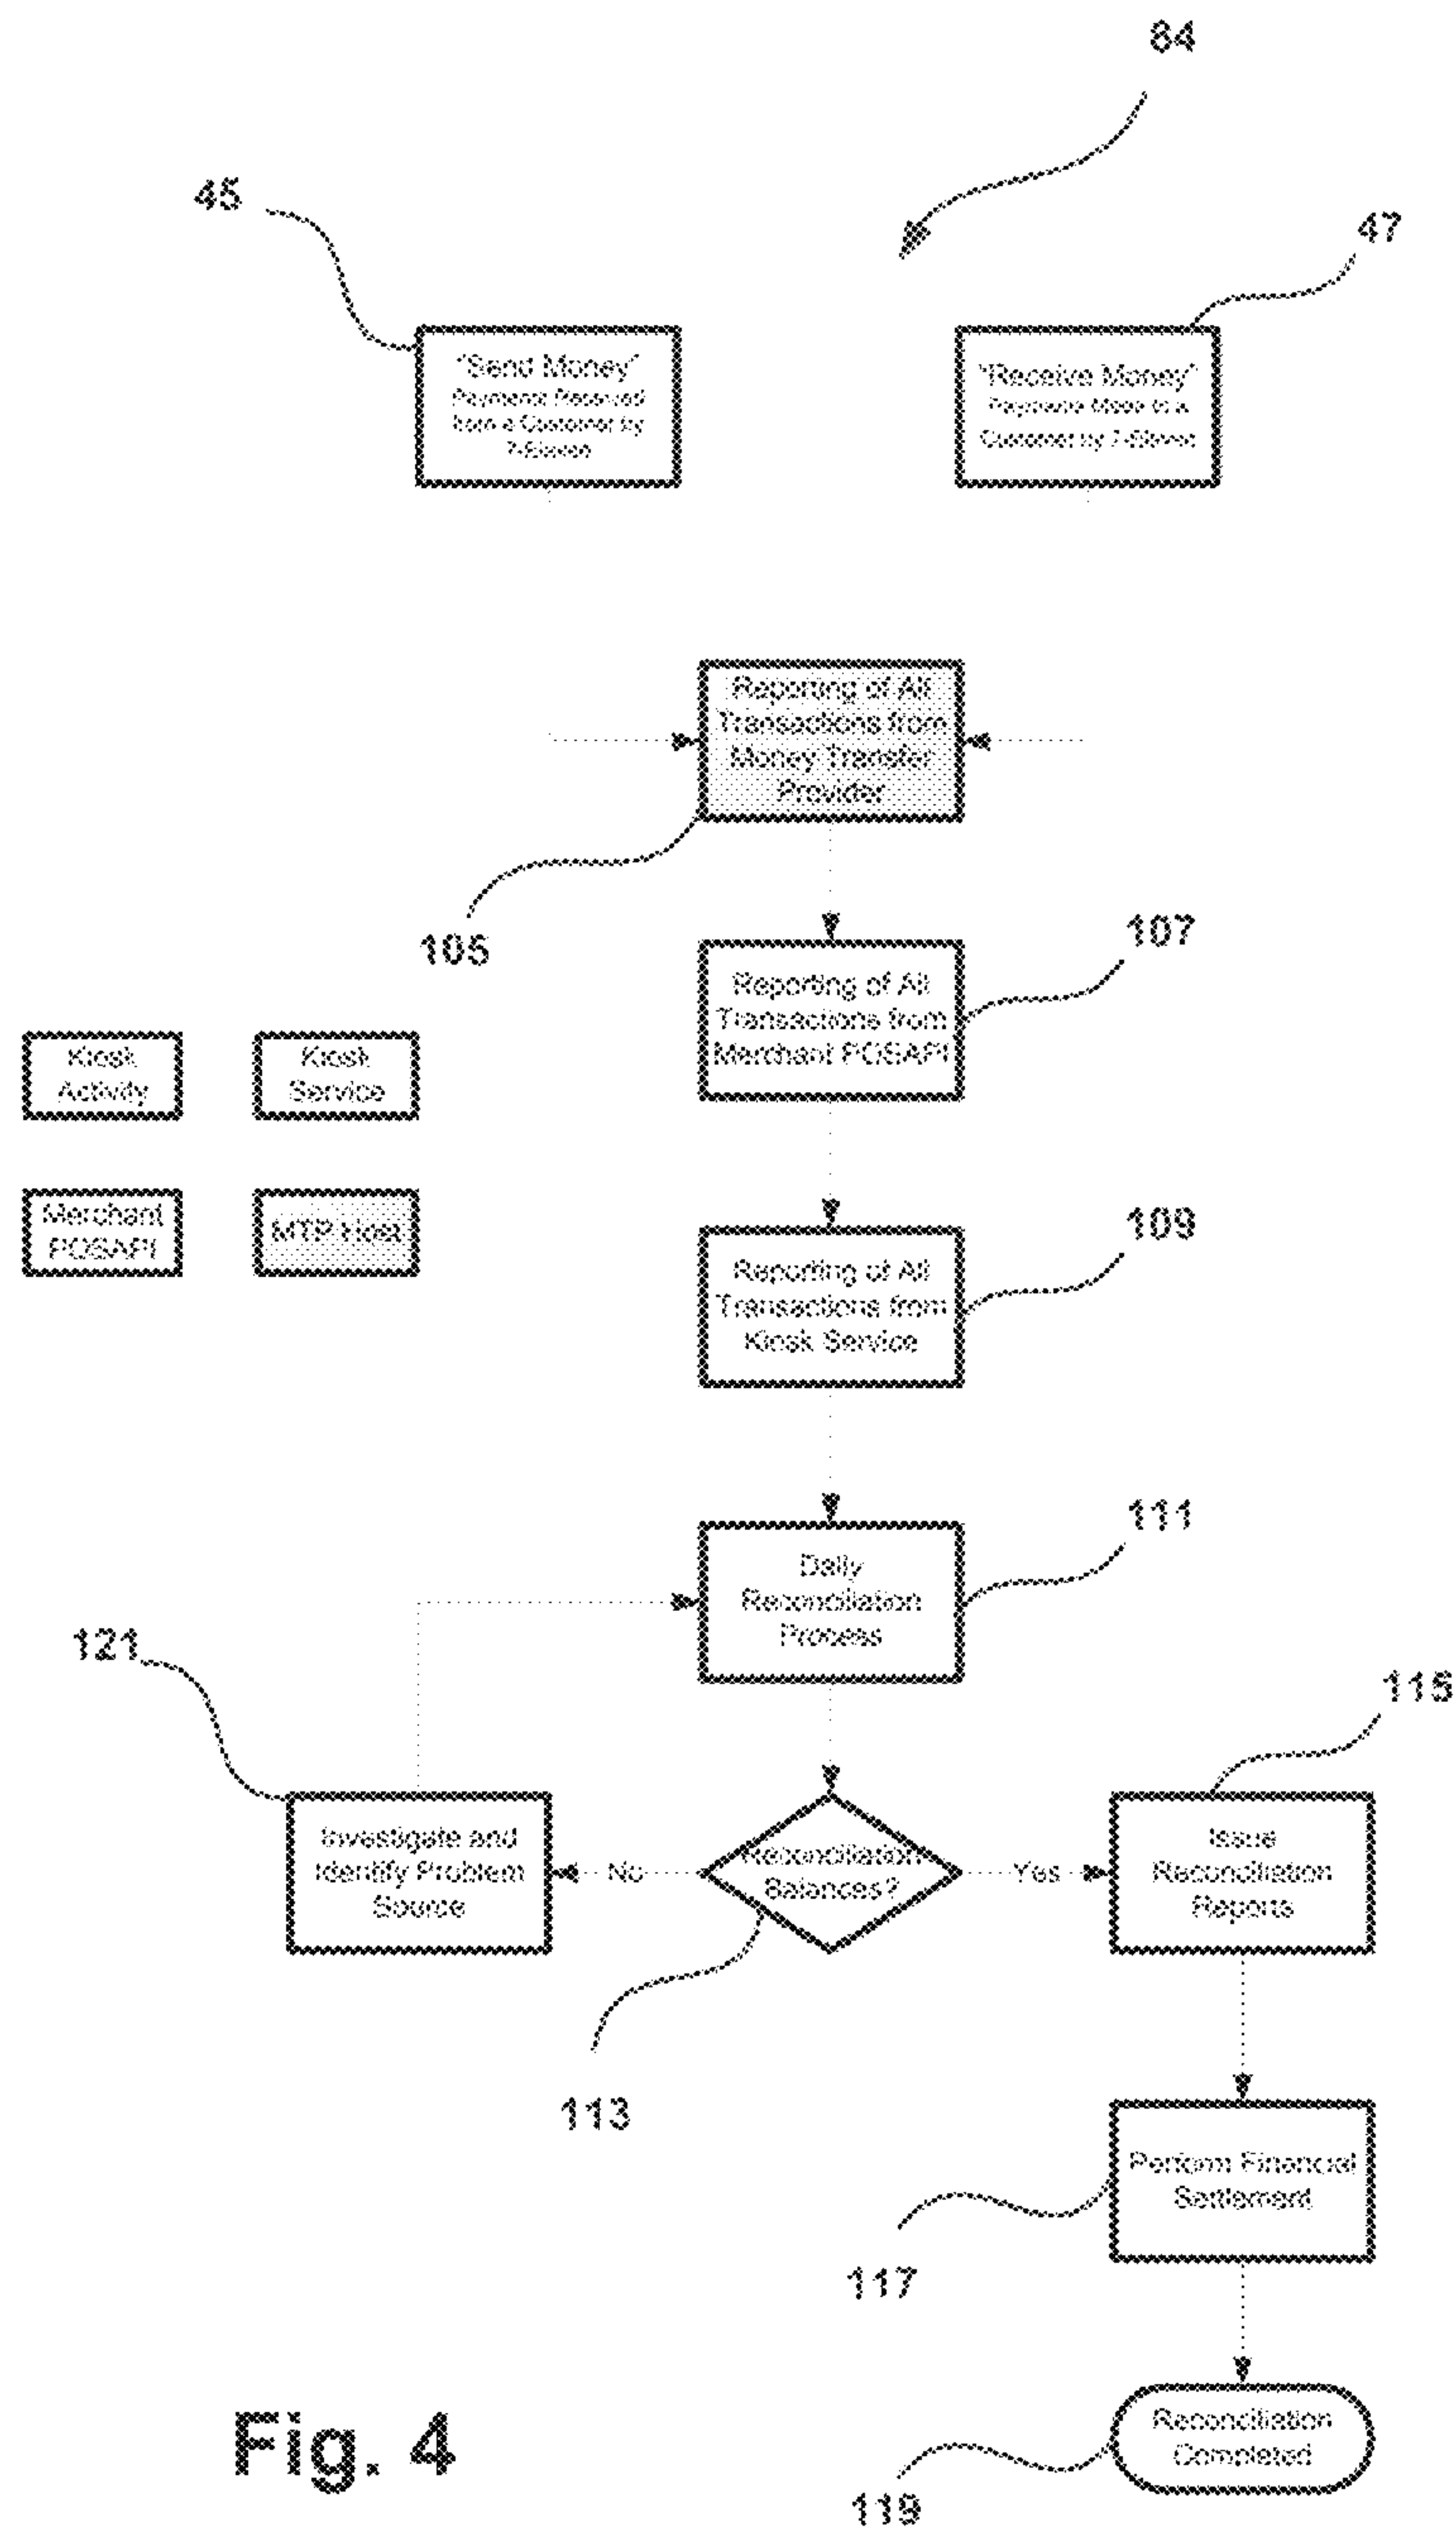 84
45
47
"Send Money"
Payments Received
from a Customer by
7-Eleven
"Receive Money"
Payments Made to a
Customer by 7-Eleven
Reporting of All
Transactions from
Money Transfer
Provider
105
107
Reporting of All
Transactions from
Merchant POSAPI
Kiosk
Activity
Kiosk
Service
Merchant
POSAPI
MTP Host
109
Reporting of All
Transactions from
Kiosk Service
111
Daily
Reconciliation
Process
121
115
Investigate and
Identify Problem
Source
No
Reconciliation
Balances?
Yes
Issue
Reconciliation
Reports
113
Perform Financial
Settlement
117
Reconciliation
Completed
119
Fig. 4